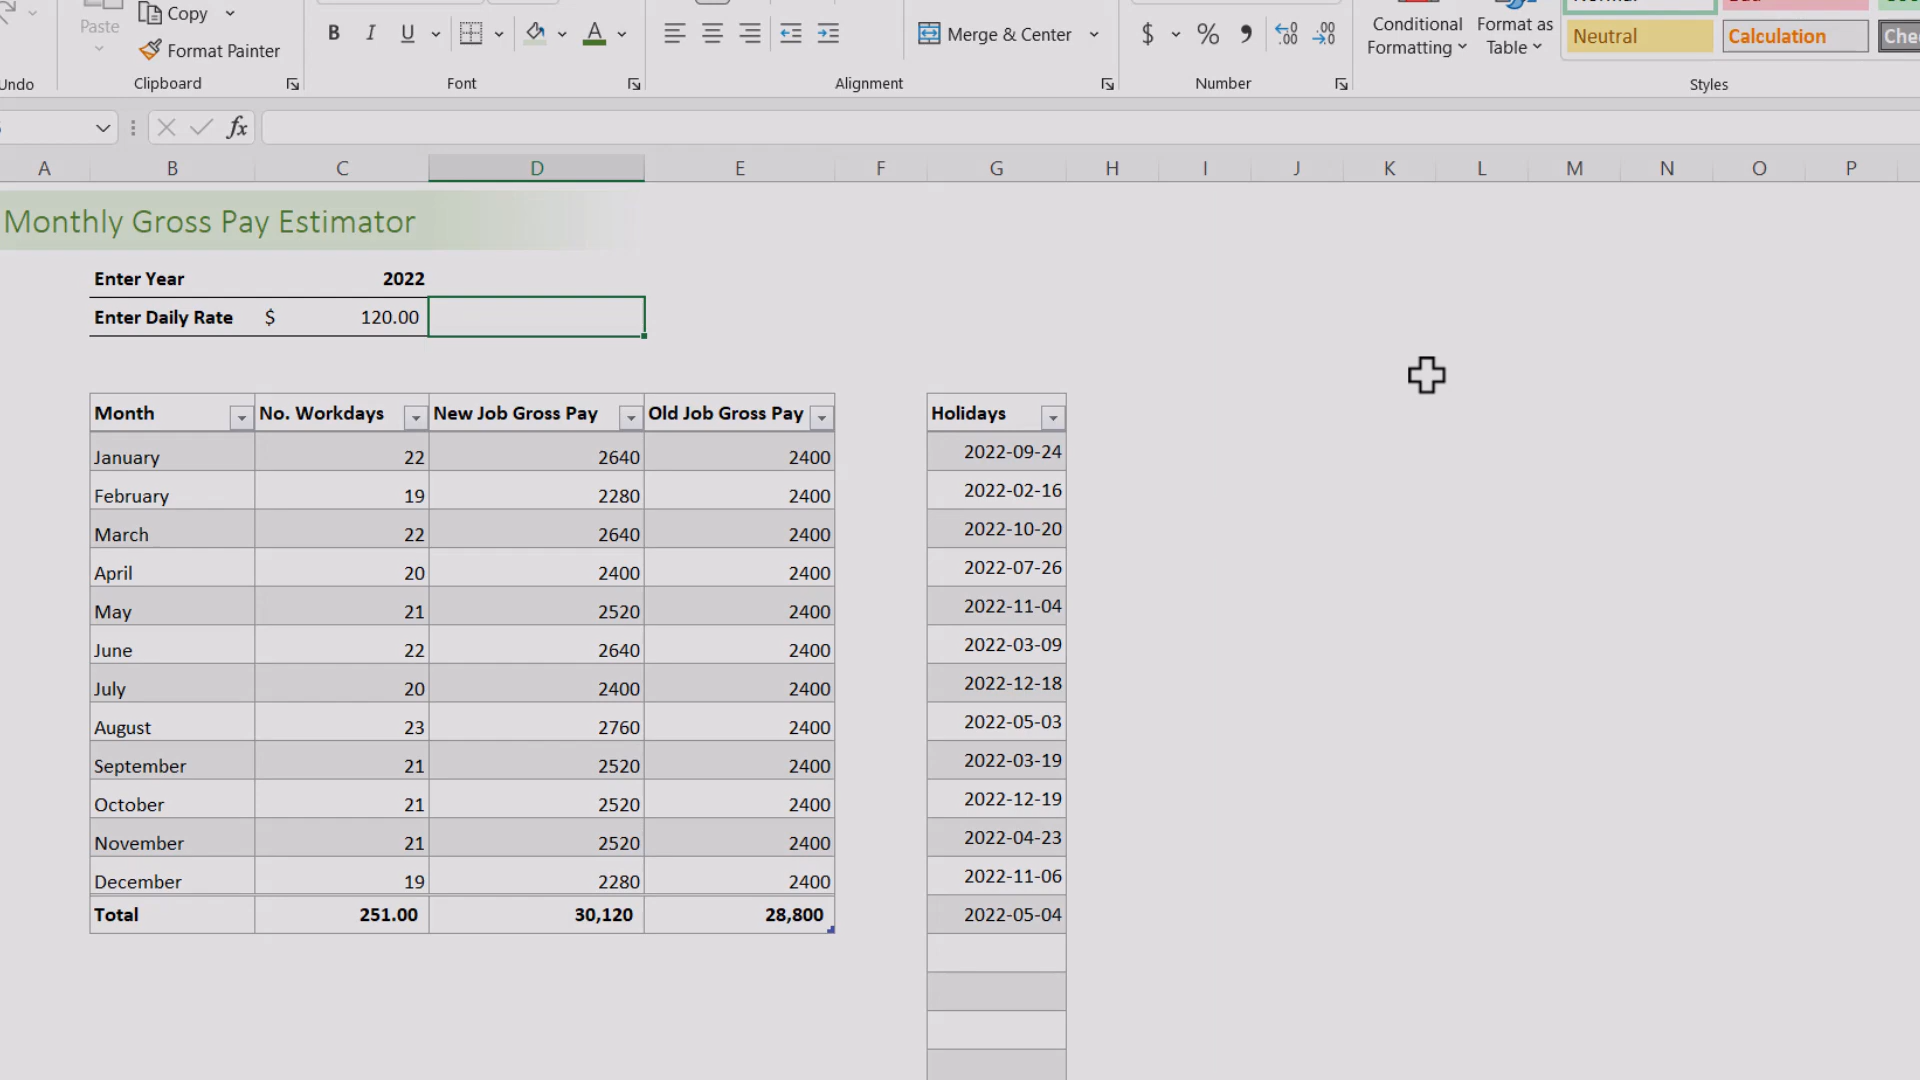 Copy
Paste
Format Painter
B I U A
Merge & Center
$ % 9
Conditional Formatting
Format as Table
Neutral
Calculation
Undo
Clipboard
Font
Alignment
Number
Styles
fx
A B C D E F G H I J K L M N O P
Monthly Gross Pay Estimator
Enter Year 2022
Enter Daily Rate $ 120.00
Month No. Workdays New Job Gross Pay Old Job Gross Pay Holidays
January 22 2640 2400 2022-09-24
February 19 2280 2400 2022-02-16
March 22 2640 2400 2022-10-20
April 20 2400 2400 2022-07-26
May 21 2520 2400 2022-11-04
June 22 2640 2400 2022-03-09
July 20 2400 2400 2022-12-18
August 23 2760 2400 2022-05-03
September 21 2520 2400 2022-03-19
October 21 2520 2400 2022-12-19
November 21 2520 2400 2022-04-23
December 19 2280 2400 2022-11-06
Total 251.00 30,120 28,800 2022-05-04